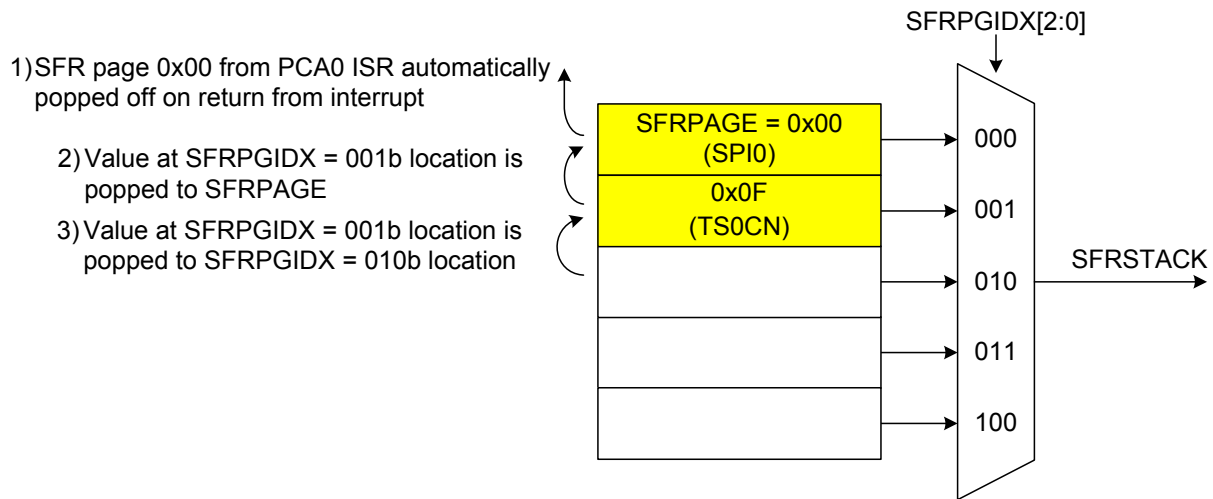 SFRPGIDX[2:0]
1) SFR page 0x00 from PCA0 ISR automatically
popped off on return from interrupt
2) Value at SFRPGIDX = 001b location is
popped to SFRPAGE
3) Value at SFRPGIDX = 001b location is
popped to SFRPGIDX = 010b location
SFRPAGE = 0x00
(SPI0)
000
0x0F
(TS0CN)
001
010
SFRSTACK
011
100